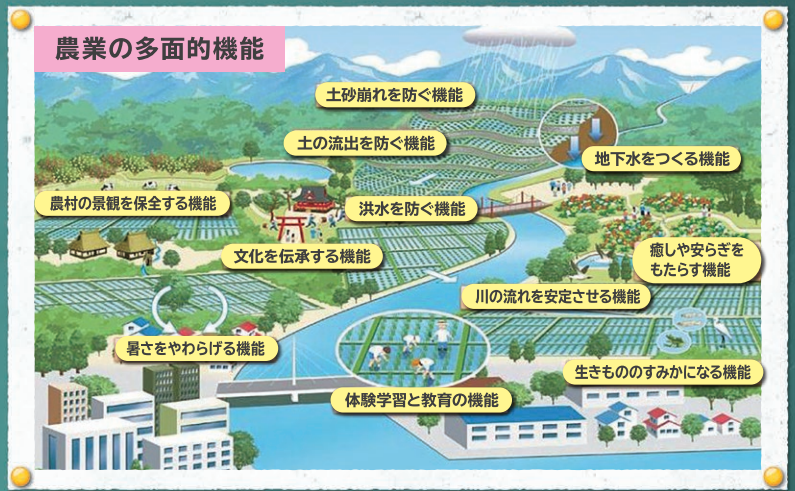 農業の多面的機能
土砂崩れを防ぐ機能
土の流出を防ぐ機能
地下水をつくる機能
農村の景観を保全する機能
洪水を防ぐ機能
文化を伝承する機能
癒しや安らぎを
もたらす機能
川の流れを安定させる機能
暑さをやわらげる機能
生きもののすみかになる機能
体験学習と教育の機能